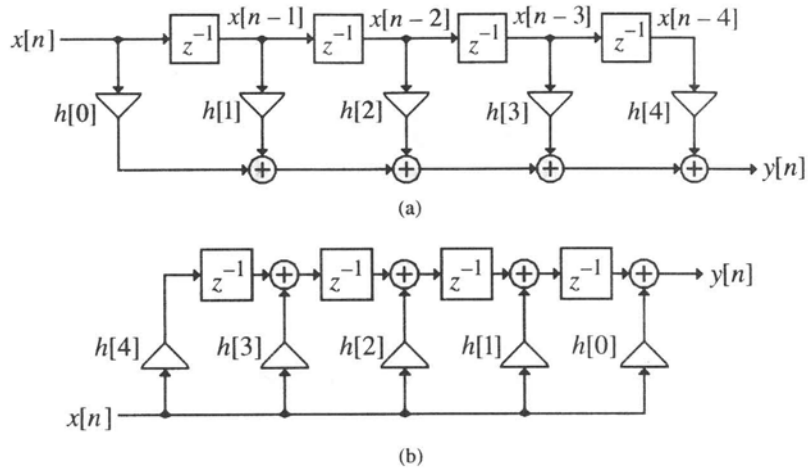 x[n] z⁻¹ x[n – 1] z⁻¹ x[n – 2] z⁻¹ x[n – 3] z⁻¹ x[n – 4]
h[0] h[1] h[2] h[3] h[4]
+ + + + y[n]
(a)
z⁻¹ + z⁻¹ + z⁻¹ + z⁻¹ + y[n]
h[4] h[3] h[2] h[1] h[0]
x[n]
(b)